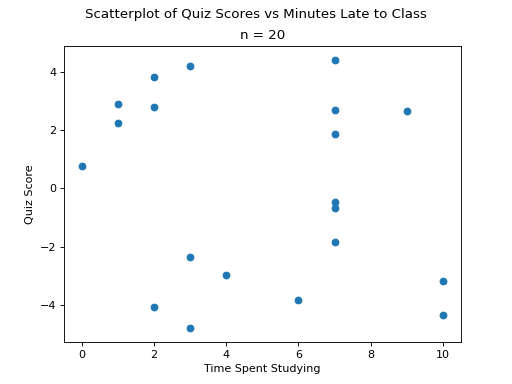 Scatterplot of Quiz Scores vs Minutes Late to Class
n = 20
4
2
0
−2
−4
Quiz Score
0 2 4 6 8 10
Time Spent Studying